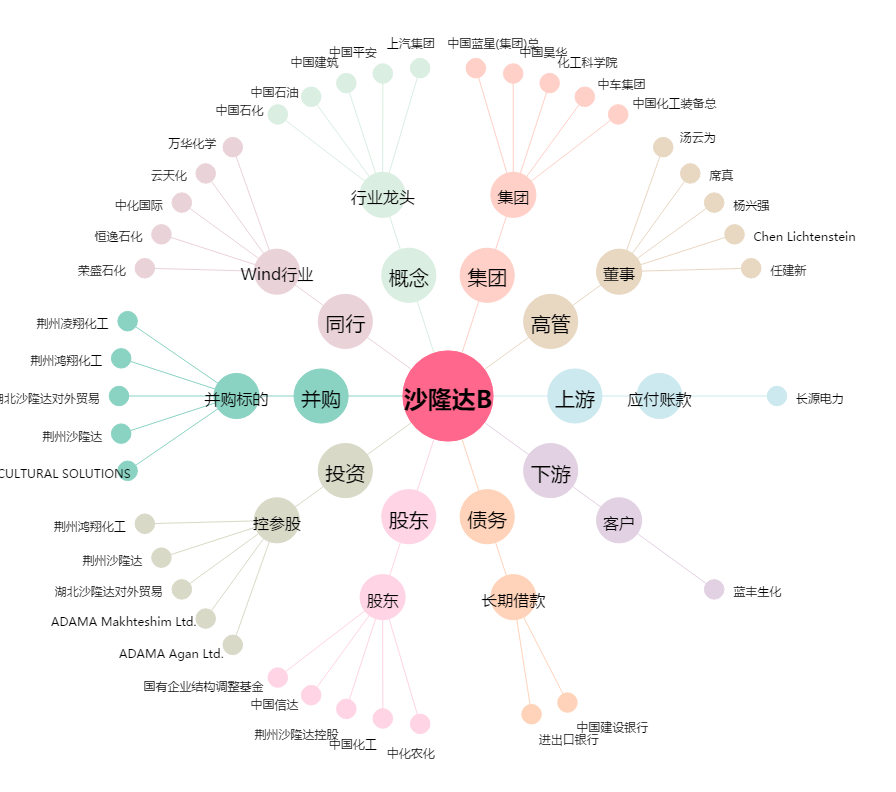 上汽集团
中国平安
中国建筑
中国石油
中国石化
行业龙头
概念
中国蓝星(集团)总
中国昊华
化工科学院
中车集团
中国化工装备总
集团
集团
汤云为
席真
杨兴强
Chen Lichtenstein
任建新
董事
高管
万华化学
云天化
中化国际
恒逸石化
荣盛石化
Wind行业
同行
荆州凌翔化工
荆州鸿翔化工
湖北沙隆达对外贸易
荆州沙隆达
CULTURAL SOLUTIONS
并购标的
并购
沙隆达B
上游
应付账款
长源电力
下游
客户
蓝丰生化
投资
控参股
荆州鸿翔化工
荆州沙隆达
湖北沙隆达对外贸易
ADAMA Makhteshim Ltd.
ADAMA Agan Ltd.
股东
股东
国有企业结构调整基金
中国信达
荆州沙隆达控股
中国化工
中化农化
债务
长期借款
中国建设银行
进出口银行